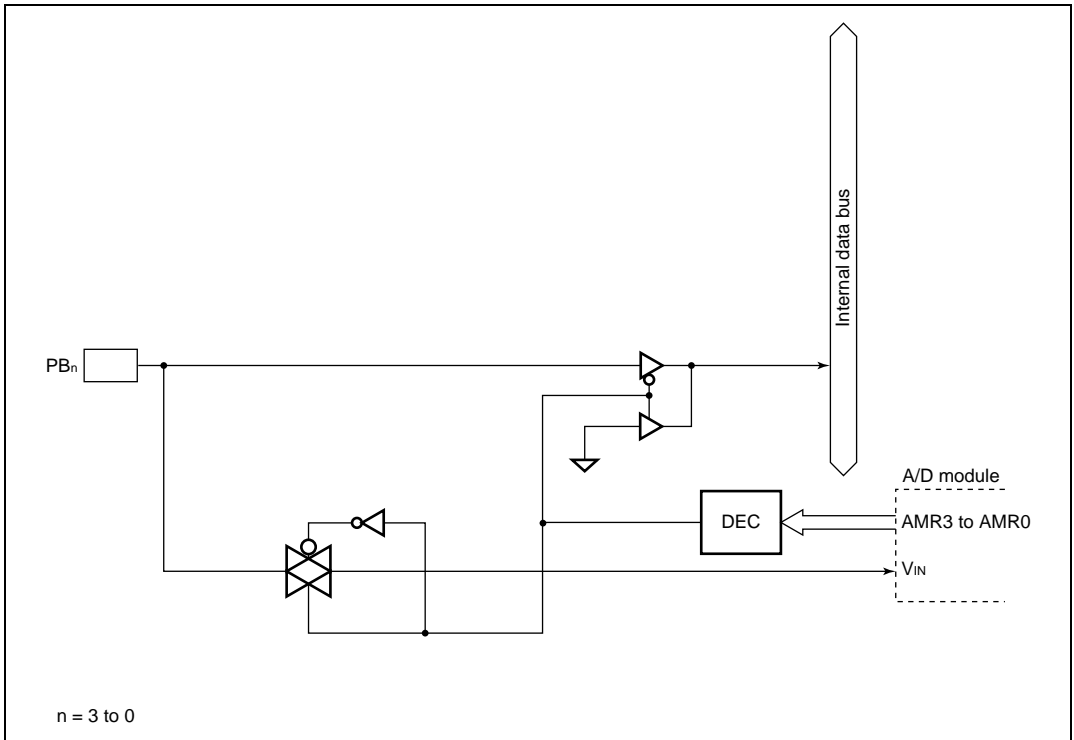 Internal data bus
PBn
A/D module
DEC
AMR3 to AMR0
VIN
n = 3 to 0